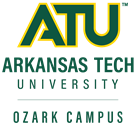 ATU
ARKANSAS TECH
UNIVERSITY
OZARK CAMPUS